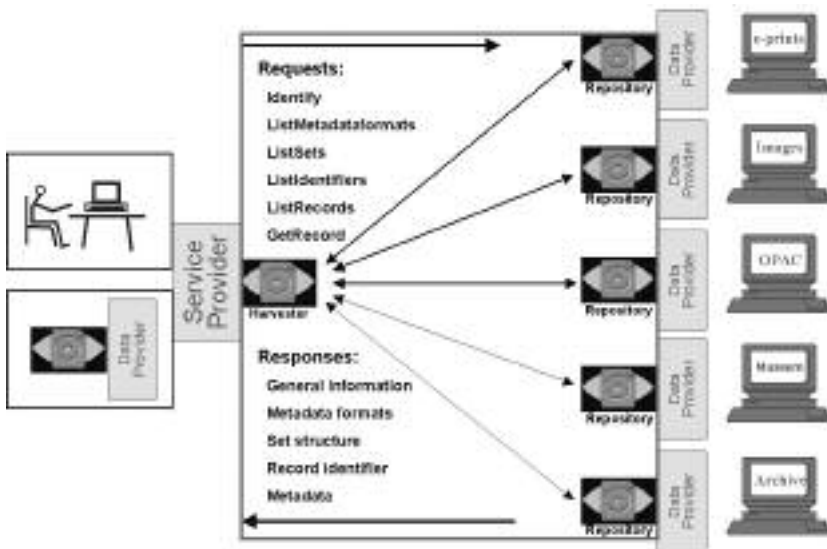 Requests:
Identify
ListMetadataformats
ListSets
ListIdentifiers
ListRecords
GetRecord
Harvester
Responses:
General Information
Metadata formats
Set structure
Record identifier
Metadata
Service
Provider
Data
Provider
Repository
Data
Provider
e-prints
Repository
Data
Provider
Images
Repository
Data
Provider
OPAC
Repository
Data
Provider
Museum
Repository
Data
Provider
Archive